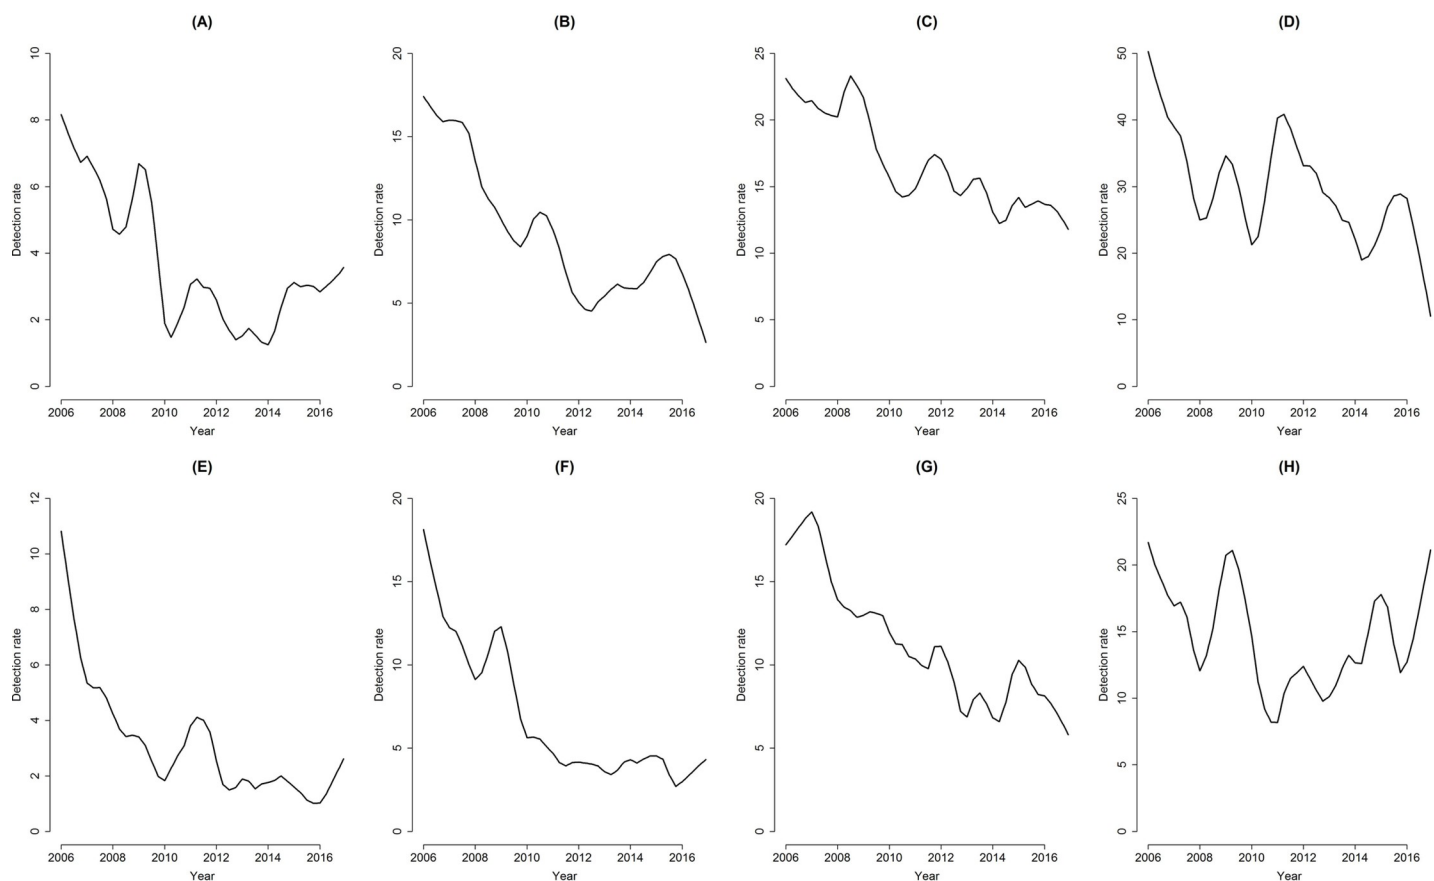 (A)
(B)
(C)
(D)
Detection rate
0 2 4 6 8 10
2006 2008 2010 2012 2014 2016
Year
Detection rate
0 5 10 15 20
2006 2008 2010 2012 2014 2016
Year
Detection rate
0 5 10 15 20 25
2006 2008 2010 2012 2014 2016
Year
Detection rate
0 10 20 30 40 50
2006 2008 2010 2012 2014 2016
Year
(E)
(F)
(G)
(H)
Detection rate
0 2 4 6 8 10 12
2006 2008 2010 2012 2014 2016
Year
Detection rate
0 5 10 15 20
2006 2008 2010 2012 2014 2016
Year
Detection rate
0 5 10 15 20
2006 2008 2010 2012 2014 2016
Year
Detection rate
0 5 10 15 20 25
2006 2008 2010 2012 2014 2016
Year